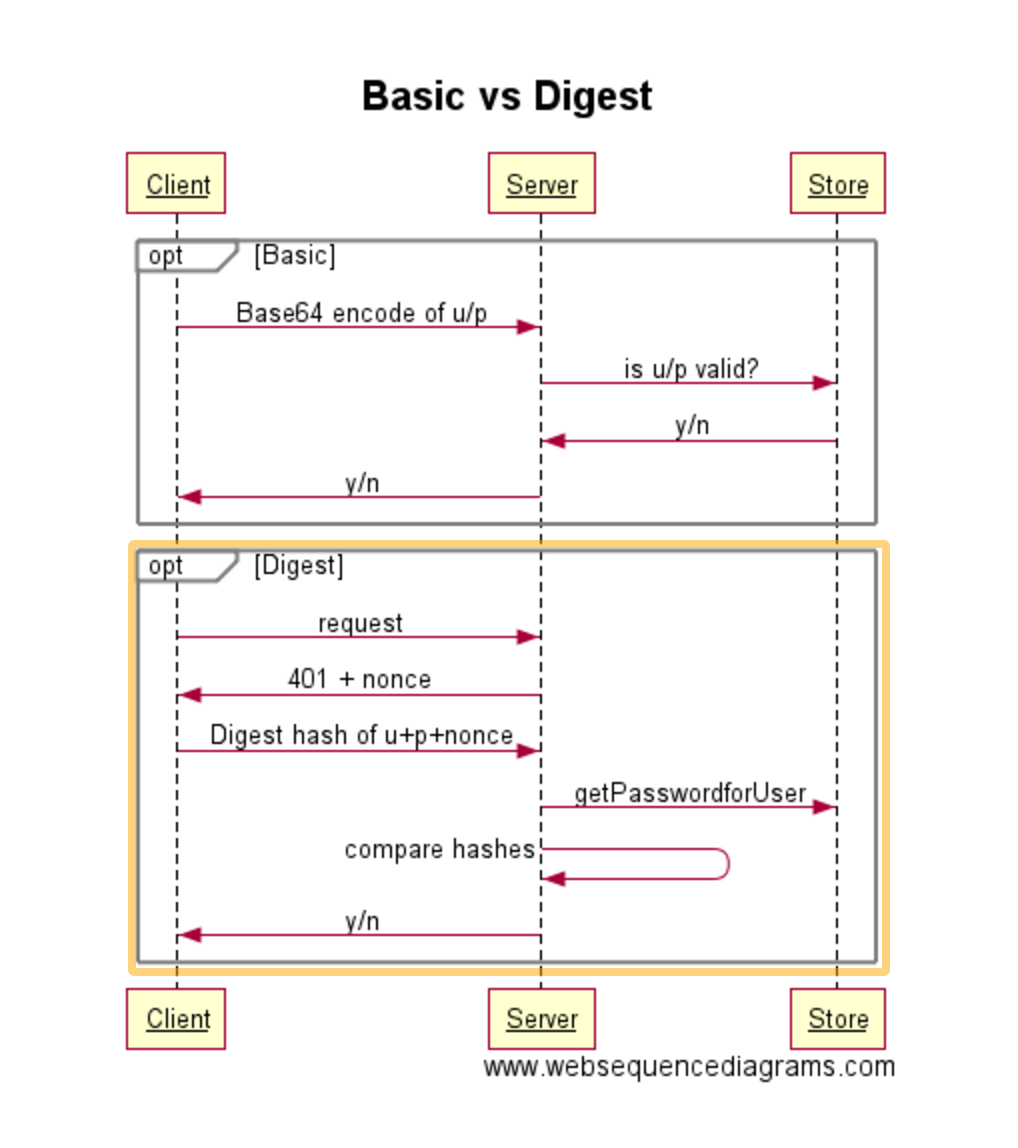 Basic vs Digest
Client Server Store
opt [Basic]
Base64 encode of u/p
is u/p valid?
y/n
y/n
opt [Digest]
request
401 + nonce
Digest hash of u+p+nonce
getPasswordforUser
compare hashes
y/n
Client Server Store
www.websequencediagrams.com